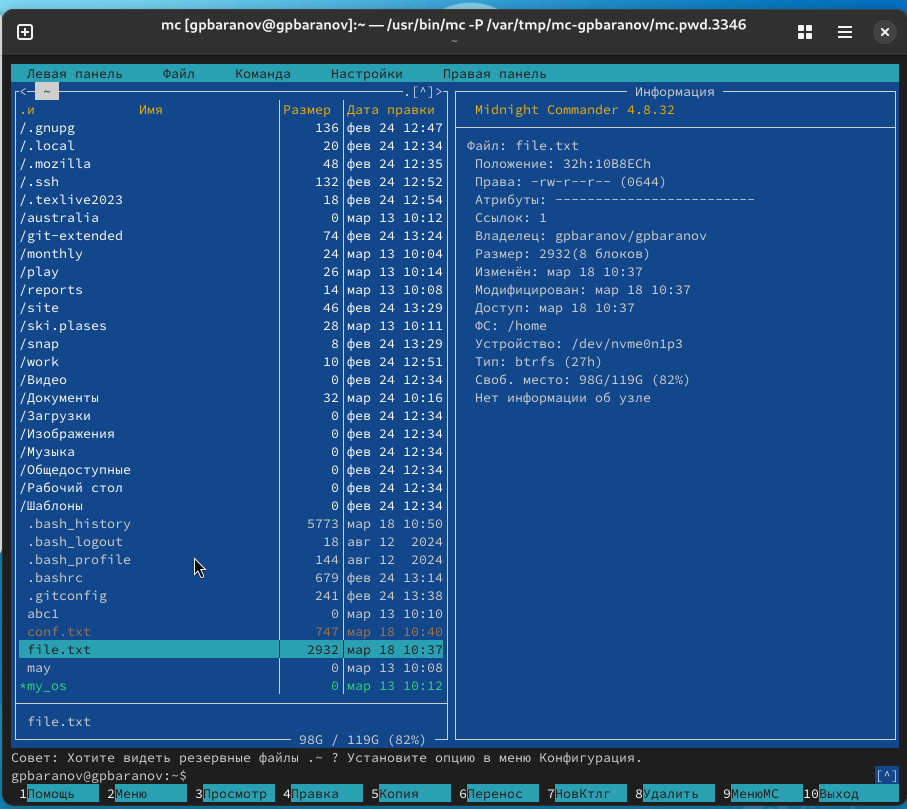 mc [gpbaranov@gpbaranov]:~ — /usr/bin/mc -P /var/tmp/mc-gpbaranov/mc.pwd.3346
~
Левая панель Файл Команда Настройки Правая панель
<─ ~ .[^]>
.и Имя Размер Дата правки
/.gnupg 136 фев 24 12:47
/.local 20 фев 24 12:34
/.mozilla 48 фев 24 12:35
/.ssh 132 фев 24 12:52
/.texlive2023 18 фев 24 12:54
/australia 0 мар 13 10:12
/git-extended 74 фев 24 13:24
/monthly 24 мар 13 10:04
/play 26 мар 13 10:14
/reports 14 мар 13 10:08
/site 46 фев 24 13:29
/ski.plases 28 мар 13 10:11
/snap 8 фев 24 13:29
/work 10 фев 24 12:51
/Видео 0 фев 24 12:34
/Документы 32 мар 24 10:16
/Загрузки 0 фев 24 12:34
/Изображения 0 фев 24 12:34
/Музыка 0 фев 24 12:34
/Общедоступные 0 фев 24 12:34
/Рабочий стол 0 фев 24 12:34
/Шаблоны 0 фев 24 12:34
.bash_history 5773 мар 18 10:50
.bash_logout 18 авг 12 2024
.bash_profile 144 авг 12 2024
.bashrc 679 фев 24 13:14
.gitconfig 241 фев 24 13:38
abc1 0 мар 13 10:10
conf.txt 747 мар 18 10:40
file.txt 2932 мар 18 10:37
may 0 мар 13 10:08
*my_os 0 мар 13 10:12
file.txt
98G / 119G (82%)
Информация
Midnight Commander 4.8.32
Файл: file.txt
Положение: 32h:10B8ECh
Права: -rw-r--r-- (0644)
Атрибуты: -------------------------
Ссылок: 1
Владелец: gpbaranov/gpbaranov
Размер: 2932(8 блоков)
Изменён: мар 18 10:37
Модифицирован: мар 18 10:37
Доступ: мар 18 10:37
ФС: /home
Устройство: /dev/nvme0n1p3
Тип: btrfs (27h)
Своб. место: 98G/119G (82%)
Нет информации об узле
Совет: Хотите видеть резервные файлы .~ ? Установите опцию в меню Конфигурация.
gpbaranov@gpbaranov:~$ [^]
1Помощь 2Меню 3Просмотр 4Правка 5Копия 6Перенос 7НовКтлг 8Удалить 9МенюМС 10Выход